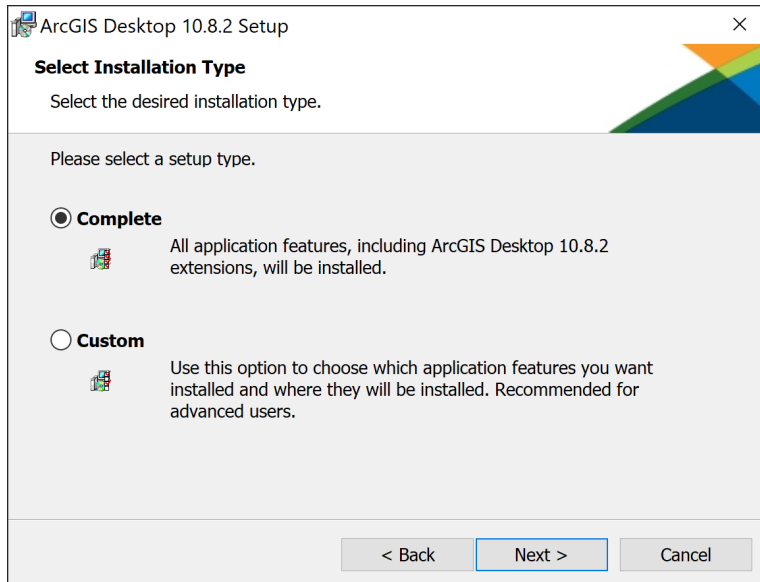 ArcGIS Desktop 10.8.2 Setup
Select Installation Type
Select the desired installation type.
Please select a setup type.
Complete
All application features, including ArcGIS Desktop 10.8.2
extensions, will be installed.
Custom
Use this option to choose which application features you want
installed and where they will be installed. Recommended for
advanced users.
< Back
Next >
Cancel